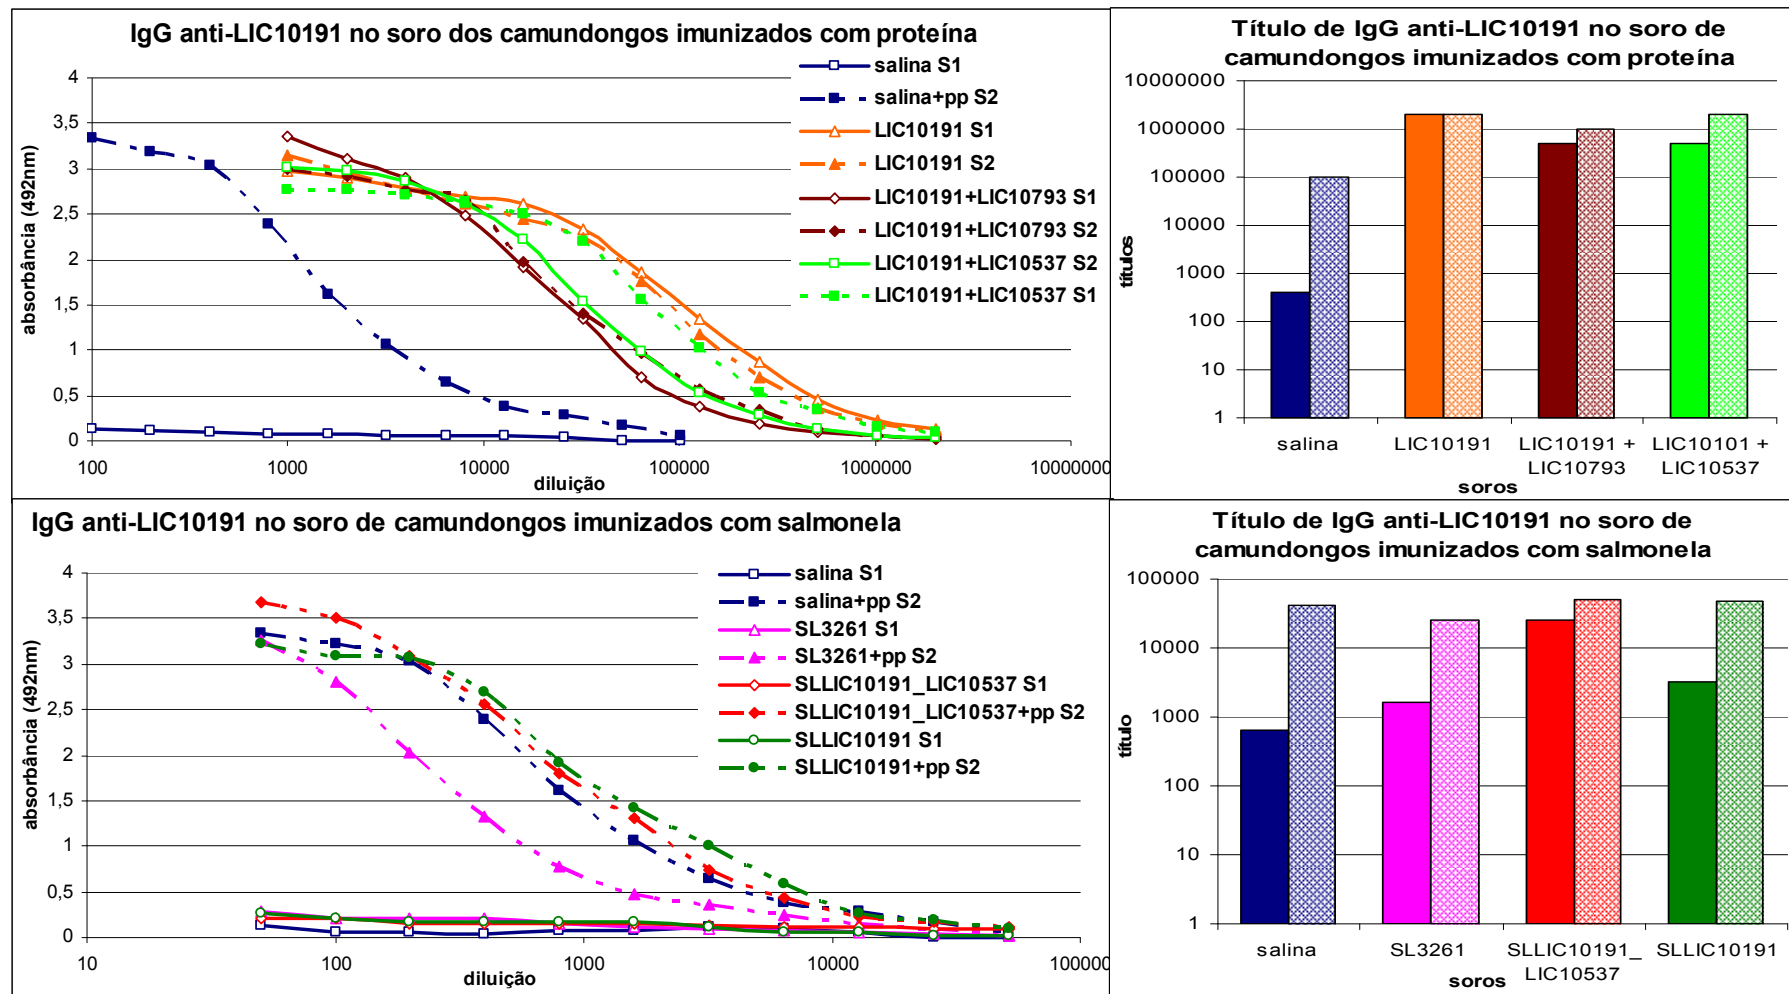 IgG anti-LIC10191 no soro dos camundongos imunizados com proteína
absorbância (492nm)
4
3,5
3
2,5
2
1,5
1
0,5
0
100
1000
10000
100000
1000000
10000000
diluição
salina S1
salina+pp S2
LIC10191 S1
LIC10191 S2
LIC10191+LIC10793 S1
LIC10191+LIC10793 S2
LIC10191+LIC10537 S2
LIC10191+LIC10537 S1
Título de IgG anti-LIC10191 no soro de
camundongos imunizados com proteína
títulos
10000000
1000000
100000
10000
1000
100
10
1
salina
LIC10191
LIC10191 +
LIC10793
LIC10101 +
LIC10537
soros
IgG anti-LIC10191 no soro de camundongos imunizados com salmonela
absorbância (492nm)
4
3,5
3
2,5
2
1,5
1
0,5
0
10
100
1000
10000
100000
diluição
salina S1
salina+pp S2
SL3261 S1
SL3261+pp S2
SLLIC10191_LIC10537 S1
SLLIC10191_LIC10537+pp S2
SLLIC10191 S1
SLLIC10191+pp S2
Título de IgG anti-LIC10191 no soro de
camundongos imunizados com salmonela
título
100000
10000
1000
100
10
1
salina
SL3261
SLLIC10191_
LIC10537
SLLIC10191
soros